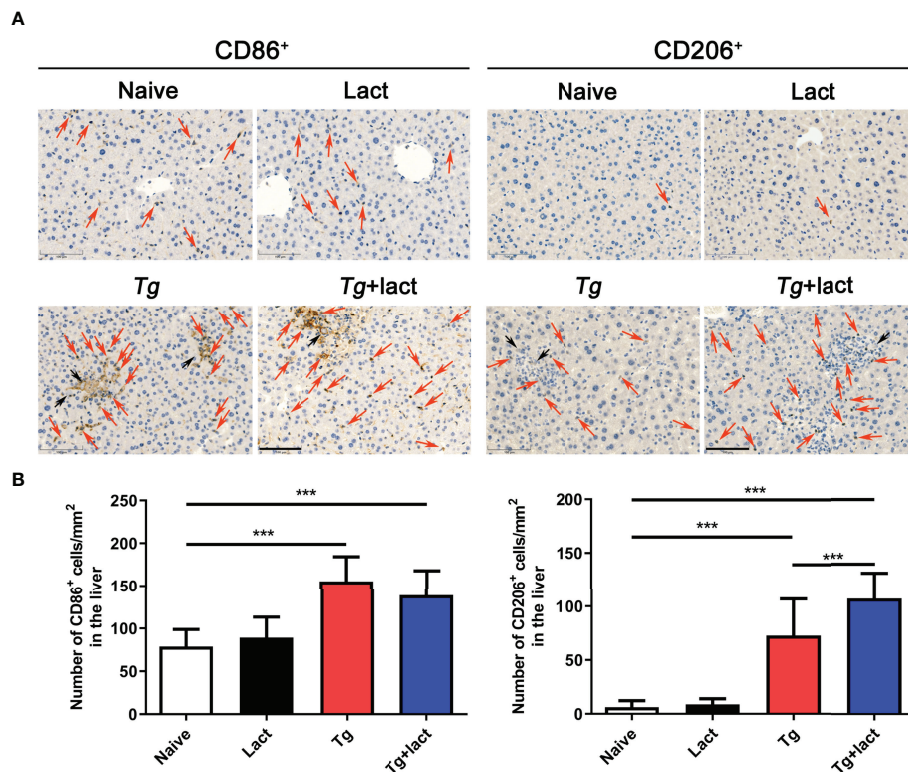 A
CD86⁺ CD206⁺
Naive Lact Naive Lact
Tg Tg+lact Tg Tg+lact
B
Number of CD86⁺ cells/mm²
in the liver
250
200
150
100
50
0
***
***
Naive
Lact
Tg
Tg+lact
Number of CD206⁺ cells/mm²
in the liver
200
150
100
50
0
***
***
***
Naive
Lact
Tg
Tg+lact